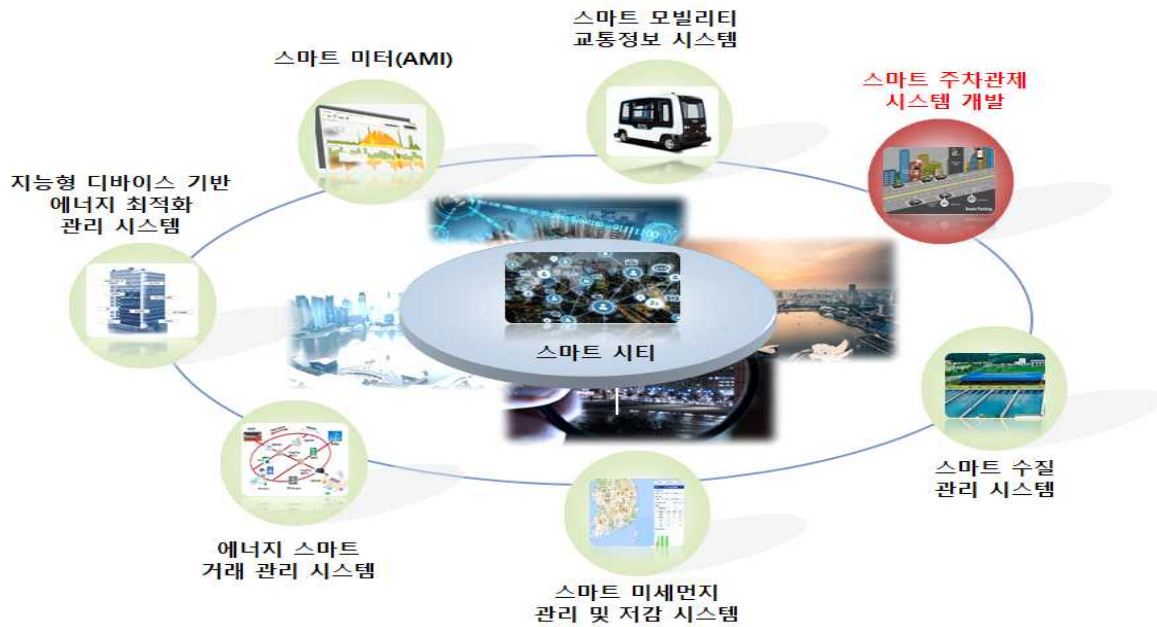 스마트 모빌리티
교통정보 시스템
스마트 미터(AMI)
스마트 주차관제
시스템 개발
지능형 디바이스 기반
에너지 최적화
관리 시스템
스마트 시티
스마트 수질
관리 시스템
에너지 스마트
거래 관리 시스템
스마트 미세먼지
관리 및 저감 시스템